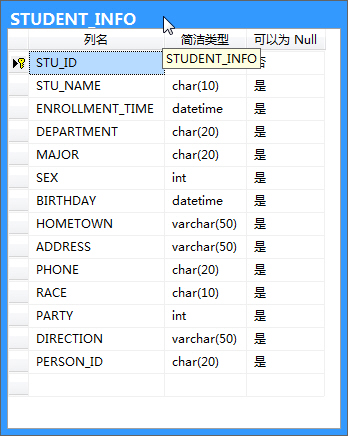 STUDENT_INFO
列名 简洁类型 可以为 Null
STU_ID STUDENT_INFO 否
STU_NAME char(10) 是
ENROLLMENT_TIME datetime 是
DEPARTMENT char(20) 是
MAJOR char(20) 是
SEX int 是
BIRTHDAY datetime 是
HOMETOWN varchar(50) 是
ADDRESS varchar(50) 是
PHONE char(20) 是
RACE char(10) 是
PARTY int 是
DIRECTION varchar(50) 是
PERSON_ID char(20) 是